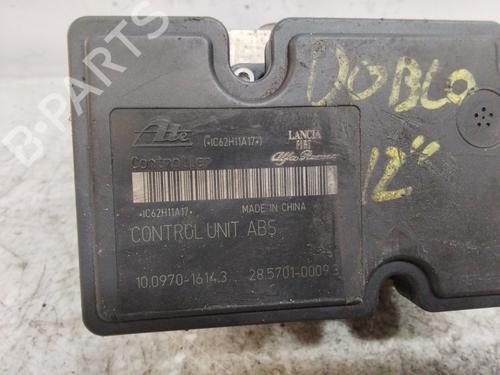 B-PARTS
DOBLO
12"
Ate
(•1C62H11A17•)
LANCIA
FIAT
Alfa Romeo
Controller
•1C62H11A17•
MADE IN CHINA
CONTROL UNIT ABS
10.0970-1614.3
28.5701-0009.3